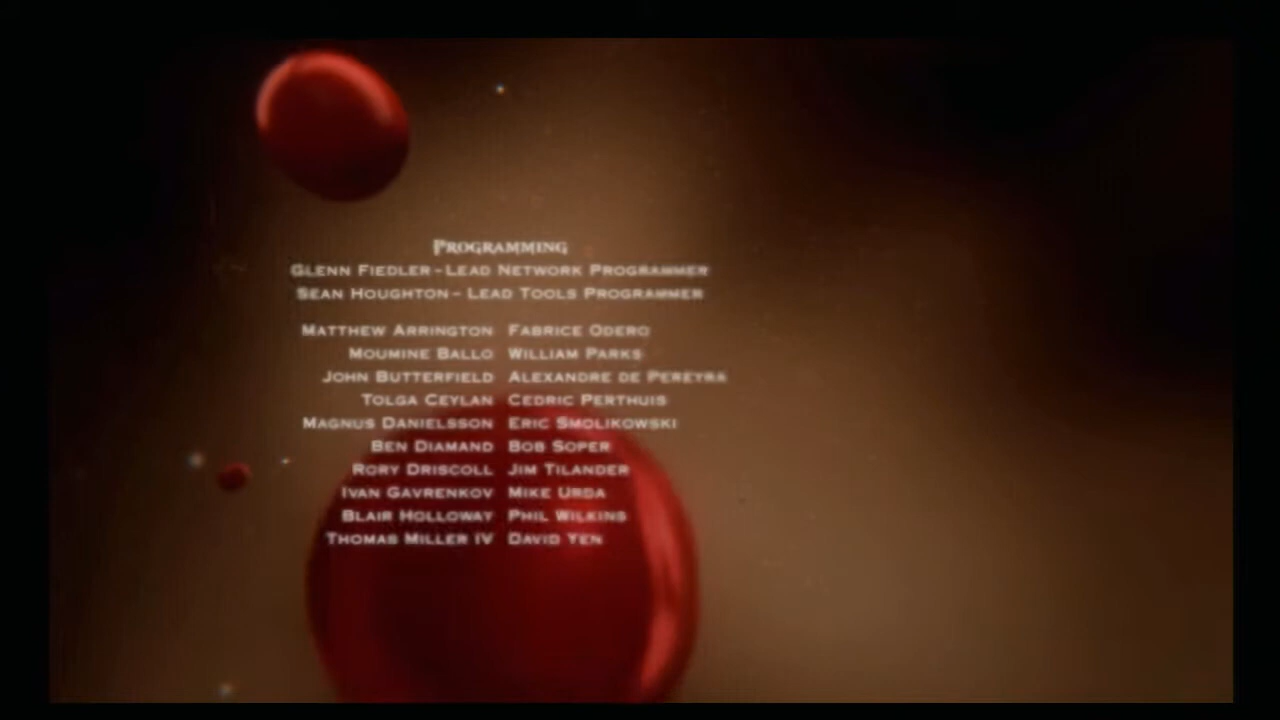 Programming
Glenn Fiedler - Lead Network Programmer
Sean Houghton - Lead Tools Programmer
Matthew Arrington Fabrice Odero
Moumine Ballo William Parks
John Butterfield Alexandre de Pereyra
Tolga Ceylan Cedric Perthuis
Magnus Danielsson Eric Smolikowski
Ben Diamand Bob Soper
Rory Driscoll Jim Tilander
Ivan Gavrenkov Mike Urda
Blair Holloway Phil Wilkins
Thomas Miller IV David Yen